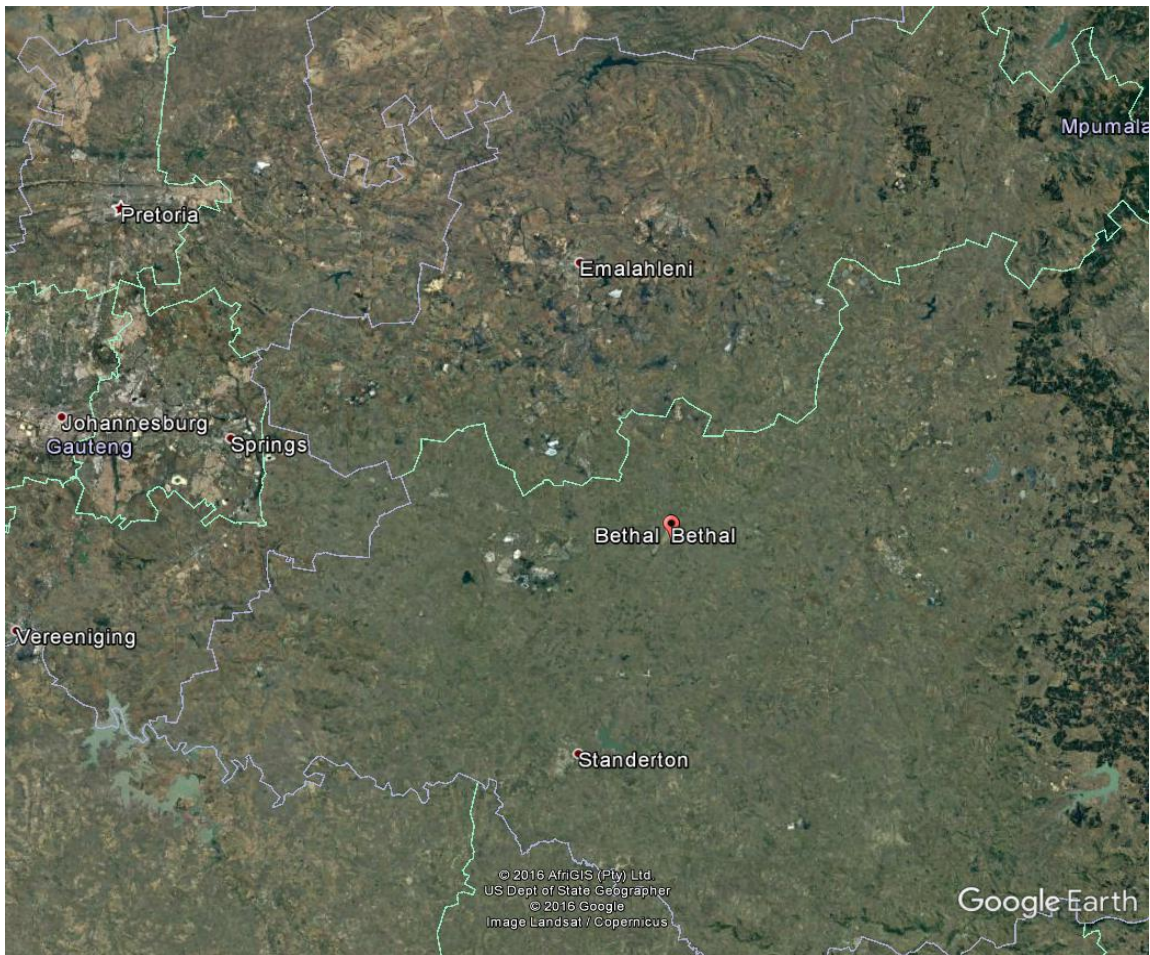 Mpumala
Pretoria
Emalahleni
Johannesburg
Gauteng
Springs
Bethal Bethal
Vereeniging
Standerton
© 2016 AfriGIS (Pty) Ltd.
US Dept of State Geographer
© 2016 Google
Image Landsat / Copernicus
Google Earth